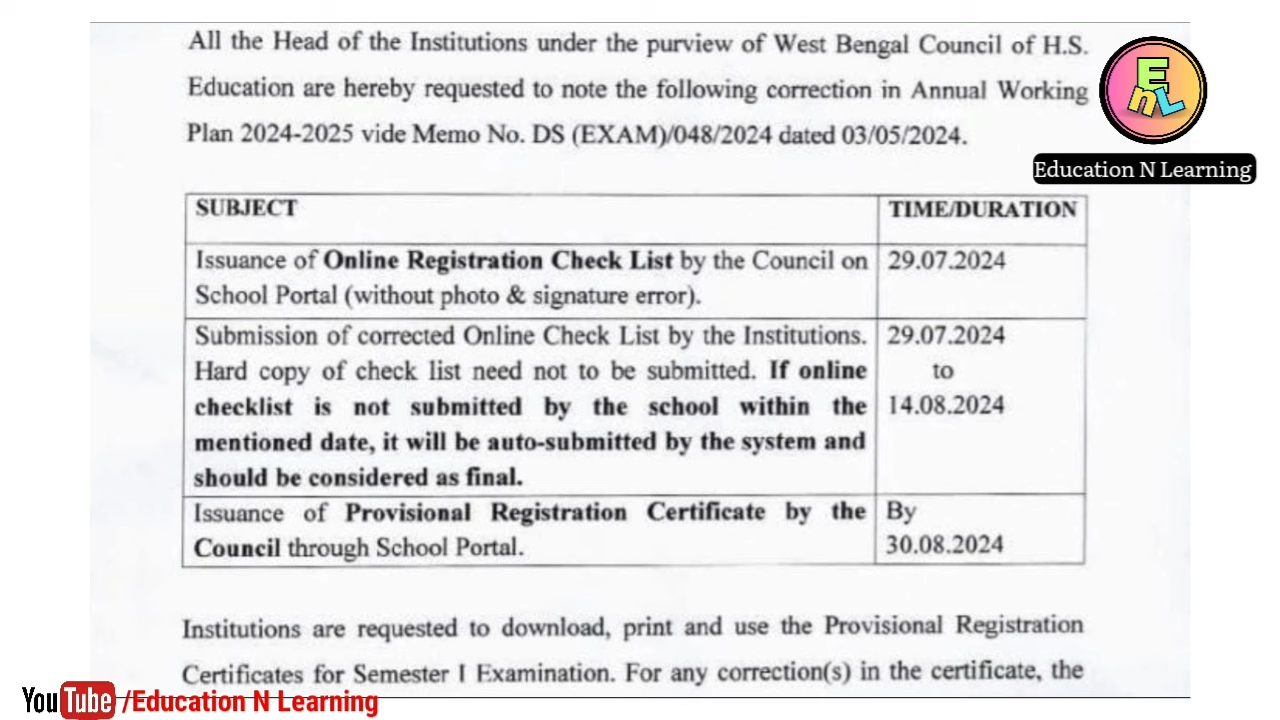 All the Head of the Institutions under the purview of West Bengal Council of H.S.
Education are hereby requested to note the following correction in Annual Working
Plan 2024-2025 vide Memo No. DS (EXAM)/048/2024 dated 03/05/2024.
EnL
Education N Learning
SUBJECT TIME/DURATION
Issuance of Online Registration Check List by the Council on 29.07.2024
School Portal (without photo & signature error).
Submission of corrected Online Check List by the Institutions. 29.07.2024
Hard copy of check list need not to be submitted. If online to
checklist is not submitted by the school within the 14.08.2024
mentioned date, it will be auto-submitted by the system and
should be considered as final.
Issuance of Provisional Registration Certificate by the By
Council through School Portal. 30.08.2024
Institutions are requested to download, print and use the Provisional Registration
Certificates for Semester I Examination. For any correction(s) in the certificate, the
YouTube /Education N Learning